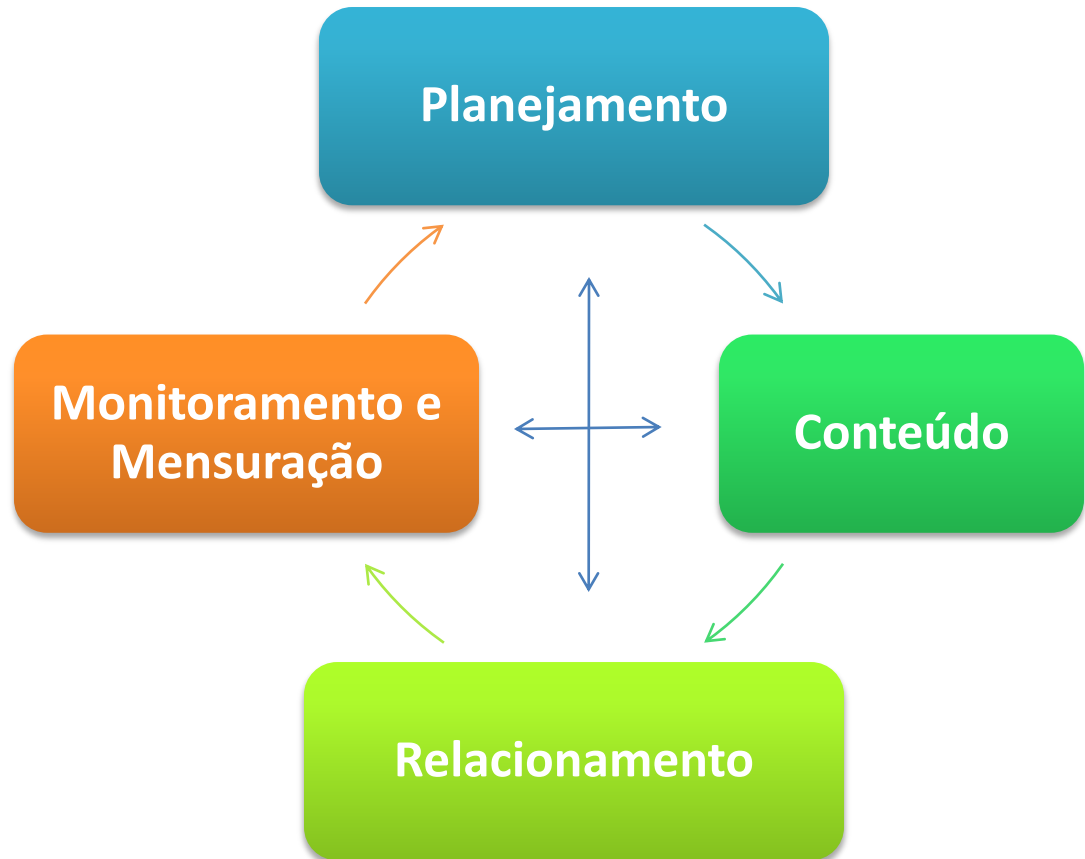 Planejamento
Monitoramento e
Mensuração
Conteúdo
Relacionamento